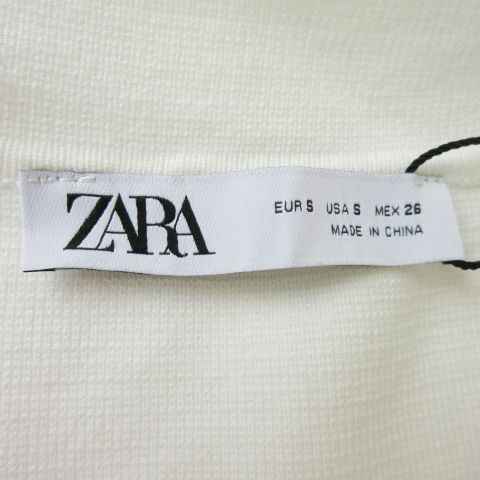 ZARA
EUR S USA S MEX 26
MADE IN CHINA